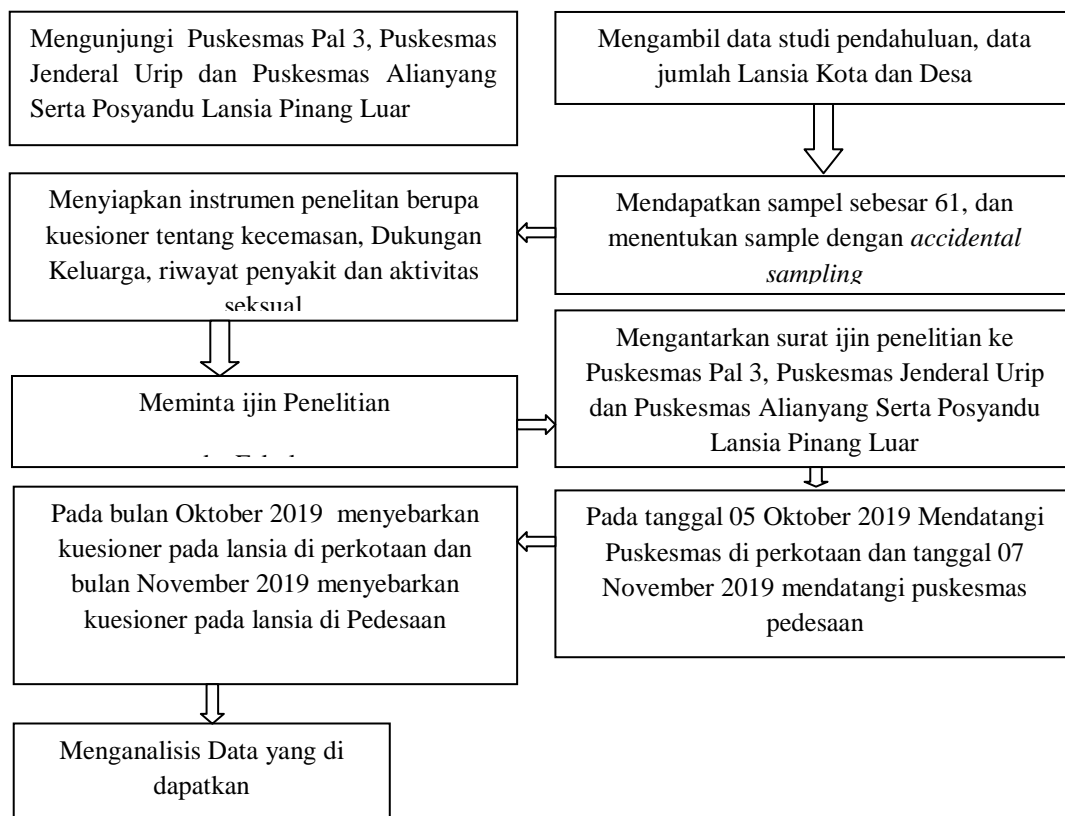 Mengunjungi Puskesmas Pal 3, Puskesmas
Jenderal Urip dan Puskesmas Alianyang
Serta Posyandu Lansia Pinang Luar
Mengambil data studi pendahuluan, data
jumlah Lansia Kota dan Desa
Mendapatkan sampel sebesar 61, dan
menentukan sample dengan accidental
sampling
Menyiapkan instrumen penelitan berupa
kuesioner tentang kecemasan, Dukungan
Keluarga, riwayat penyakit dan aktivitas
seksual
Meminta ijin Penelitian
Mengantarkan surat ijin penelitian ke
Puskesmas Pal 3, Puskesmas Jenderal Urip
dan Puskesmas Alianyang Serta Posyandu
Lansia Pinang Luar
Pada tanggal 05 Oktober 2019 Mendatangi
Puskesmas di perkotaan dan tanggal 07
November 2019 mendatangi puskesmas
pedesaan
Pada bulan Oktober 2019 menyebarkan
kuesioner pada lansia di perkotaan dan
bulan November 2019 menyebarkan
kuesioner pada lansia di Pedesaan
Menganalisis Data yang di
dapatkan